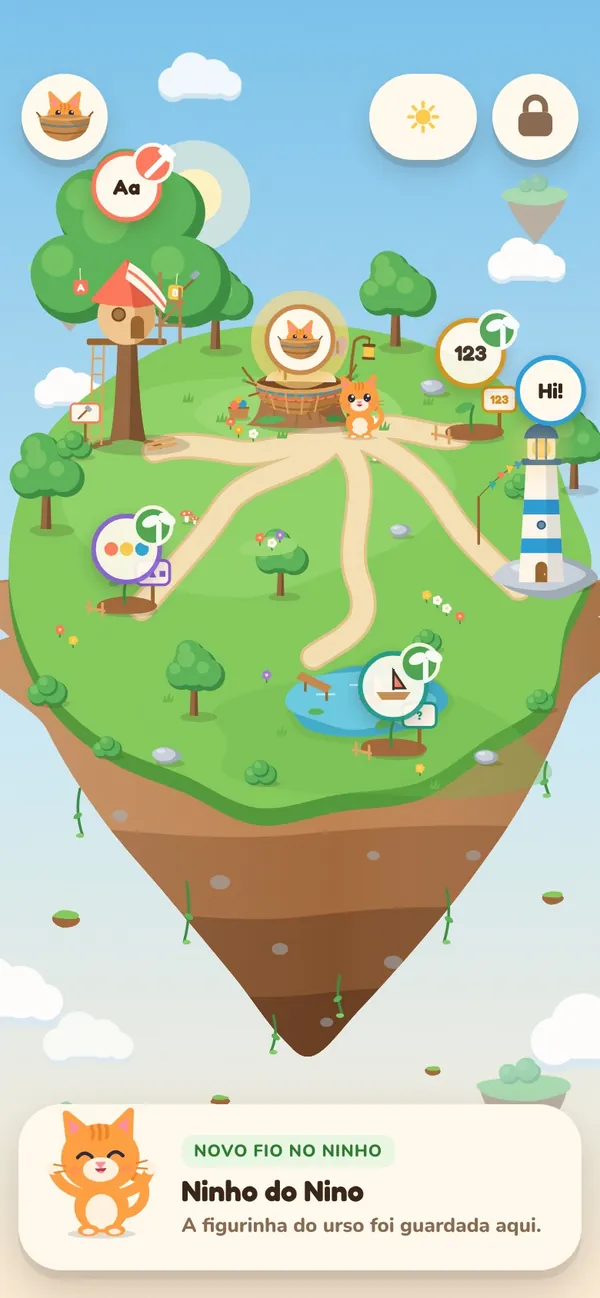 Aa
A
B
123
123
Hi!
?
NOVO FIO NO NINHO
Ninho do Nino
A figurinha do urso foi guardada aqui.